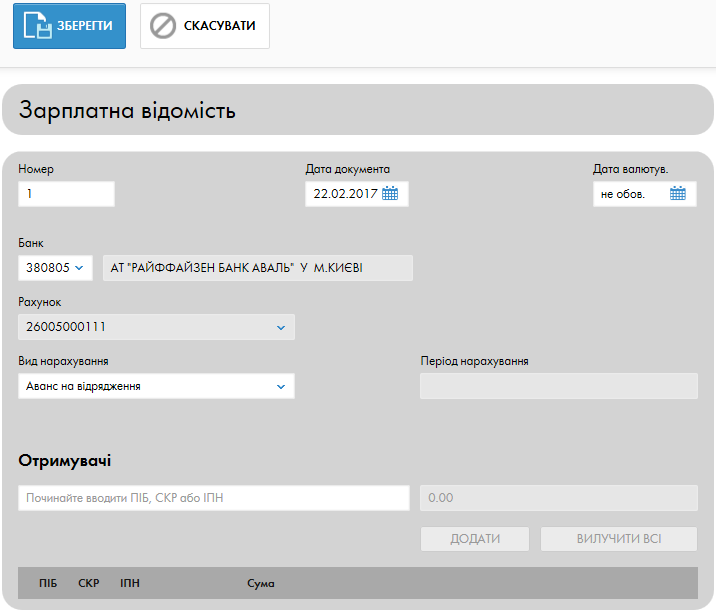 ЗБЕРЕГТИ СКАСУВАТИ
Зарплатна відомість
Номер Дата документа Дата валютув.
1 22.02.2017 не обов.
Банк
380805 АТ "РАЙФФАЙЗЕН БАНК АВАЛЬ" У М.КИЄВІ
Рахунок
26005000111
Вид нарахування Період нарахування
Аванс на відрядження
Отримувачі
Починайте вводити ПІБ, СКР або ІПН 0.00
ДОДАТИ ВИЛУЧИТИ ВСІ
ПІБ СКР ІПН Сума